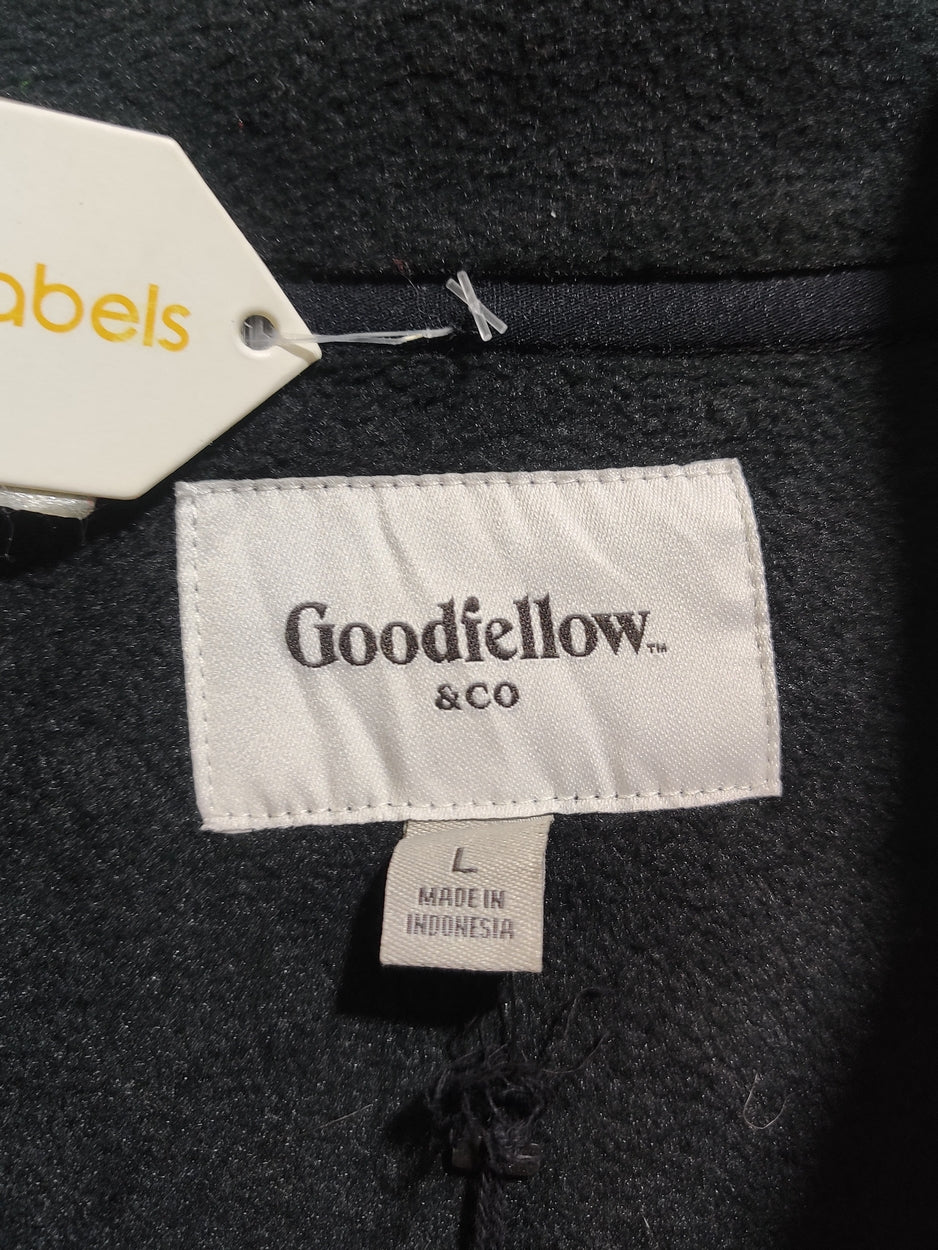 abels
Goodfellow™
&CO
L
MADE IN
INDONESIA